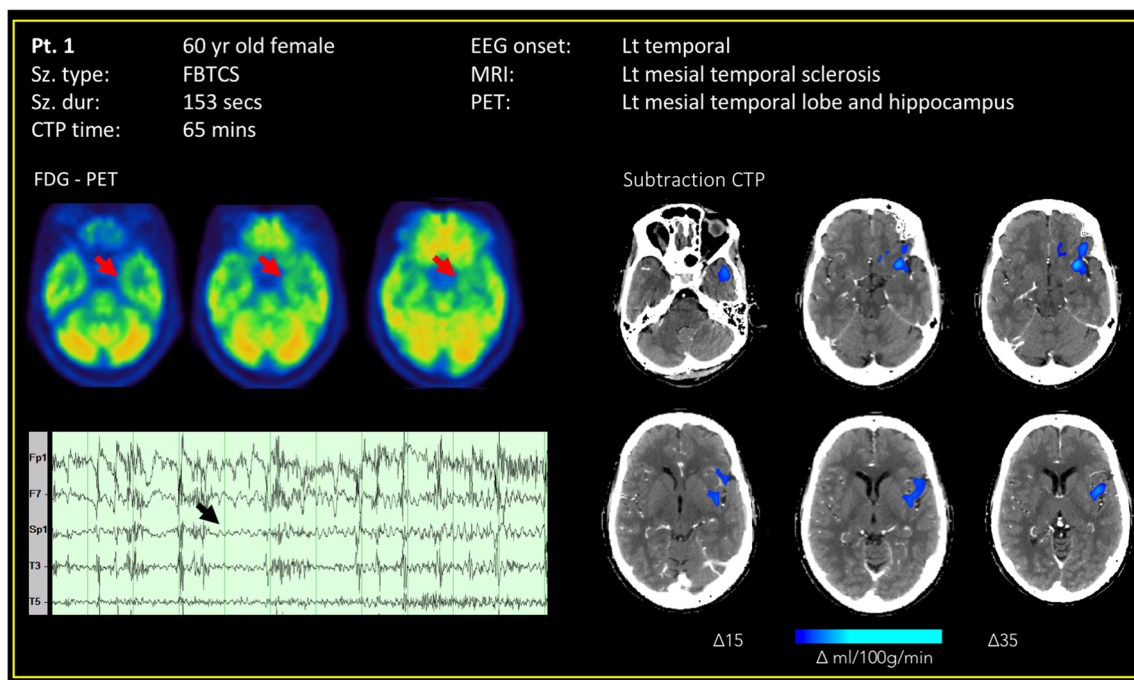 Pt. 1 60 yr old female EEG onset: Lt temporal
Sz. type: FBTCS MRI: Lt mesial temporal sclerosis
Sz. dur: 153 secs PET: Lt mesial temporal lobe and hippocampus
CTP time: 65 mins
FDG - PET Subtraction CTP
Fp1
F7
Sp1
T3
T5
Δ15 Δ35
Δ ml/100g/min